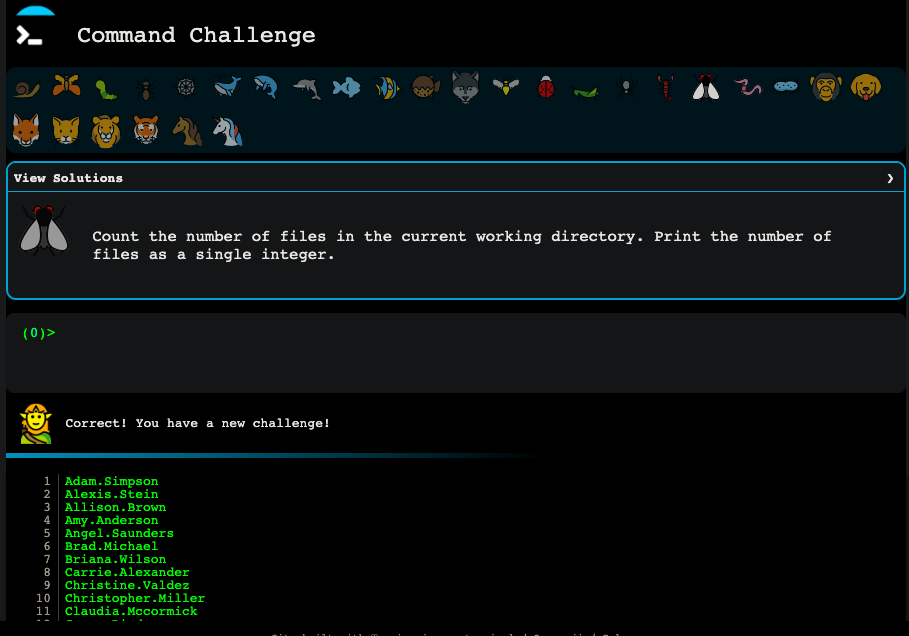 Command Challenge
View Solutions
Count the number of files in the current working directory. Print the number of
files as a single integer.
(0)>
Correct! You have a new challenge!
1 Adam.Simpson
2 Alexis.Stein
3 Allison.Brown
4 Amy.Anderson
5 Angel.Saunders
6 Brad.Michael
7 Briana.Wilson
8 Carrie.Alexander
9 Christine.Valdez
10 Christopher.Miller
11 Claudia.Mccormick